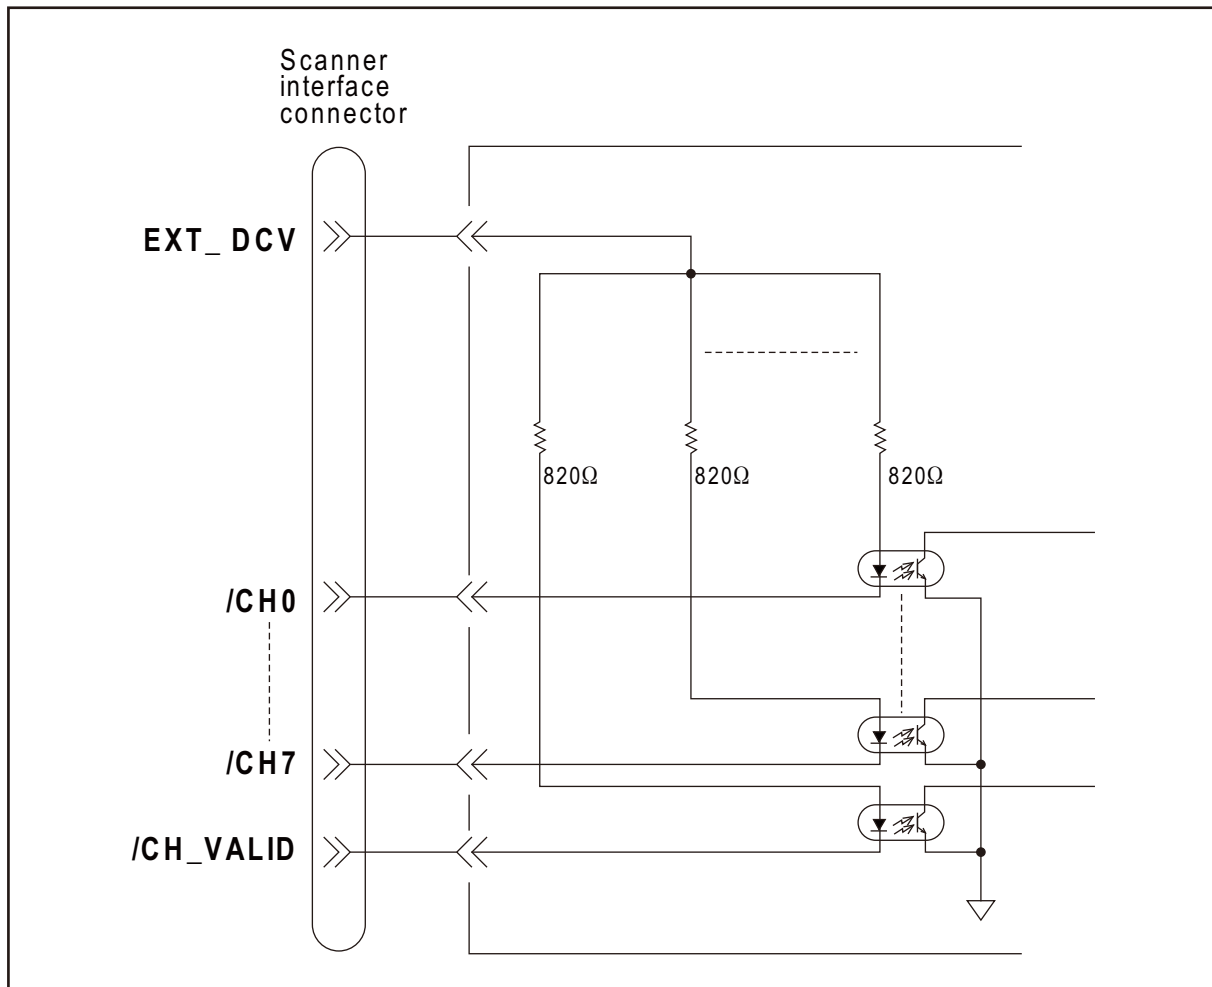 Scanner
interface
connector
EXT_ DCV
820Ω
820Ω
820Ω
/CH0
/CH7
/CH_VALID